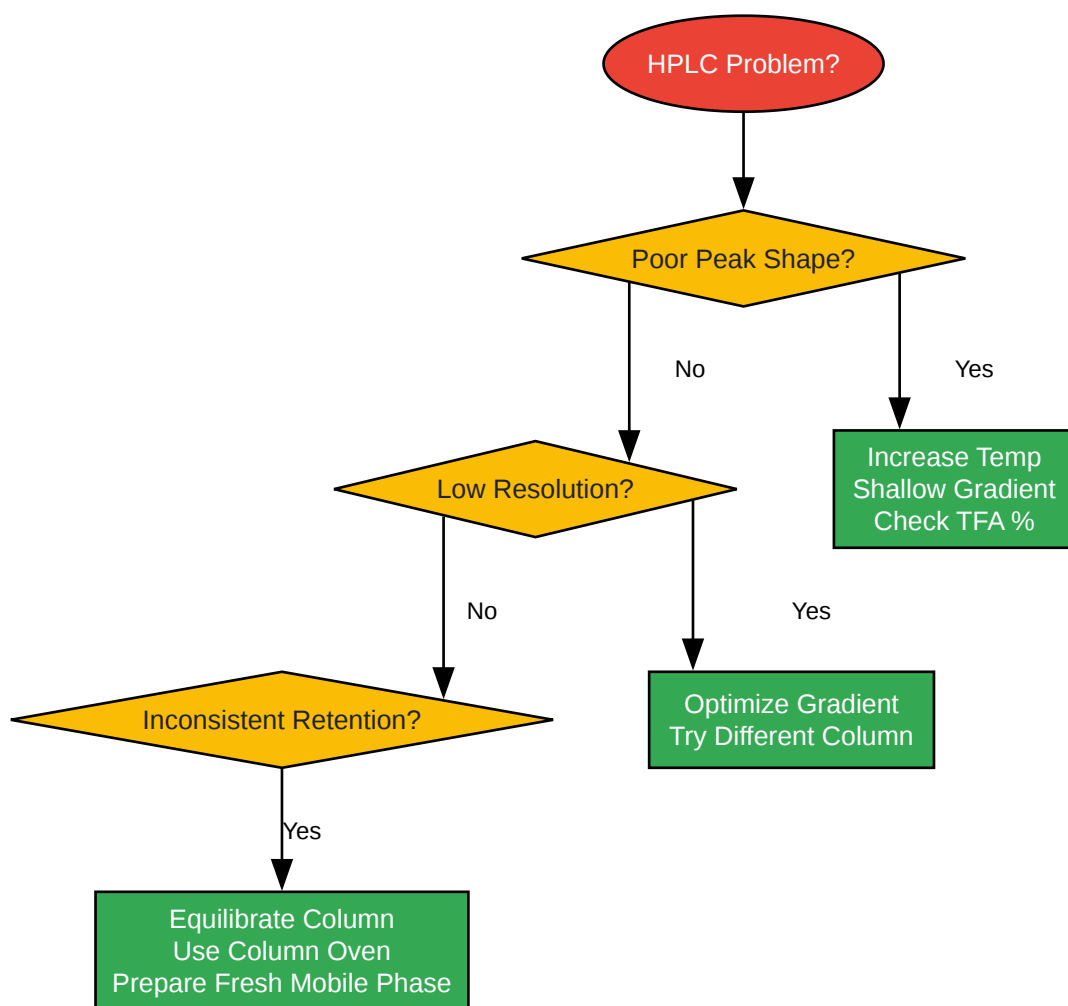 HPLC Problem?
Poor Peak Shape?
No
Yes
Increase Temp
Shallow Gradient
Check TFA %
Low Resolution?
No
Yes
Optimize Gradient
Try Different Column
Inconsistent Retention?
Yes
Equilibrate Column
Use Column Oven
Prepare Fresh Mobile Phase